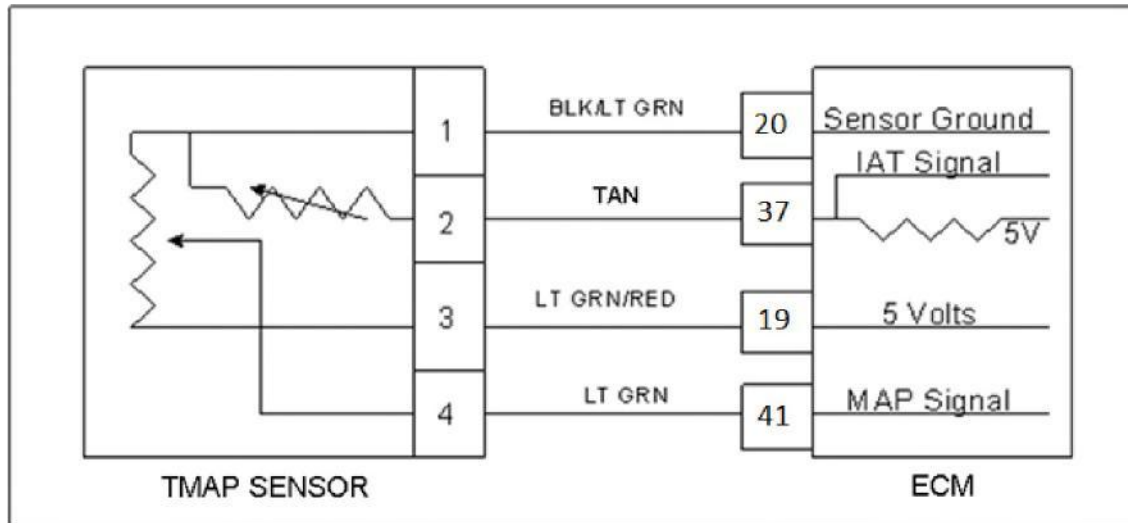 BLK/LT GRN
1
20
Sensor Ground
IAT Signal
TAN
2
37
5V
LT GRN/RED
3
19
5 Volts
LT GRN
4
41
MAP Signal
TMAP SENSOR
ECM